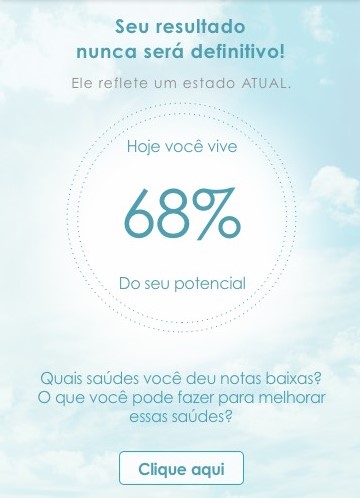 Seu resultado
nunca será definitivo!
Ele reflete um estado ATUAL.
Hoje você vive
68%
Do seu potencial
Quais saúdes você deu notas baixas?
O que você pode fazer para melhorar
essas saúdes?
Clique aqui